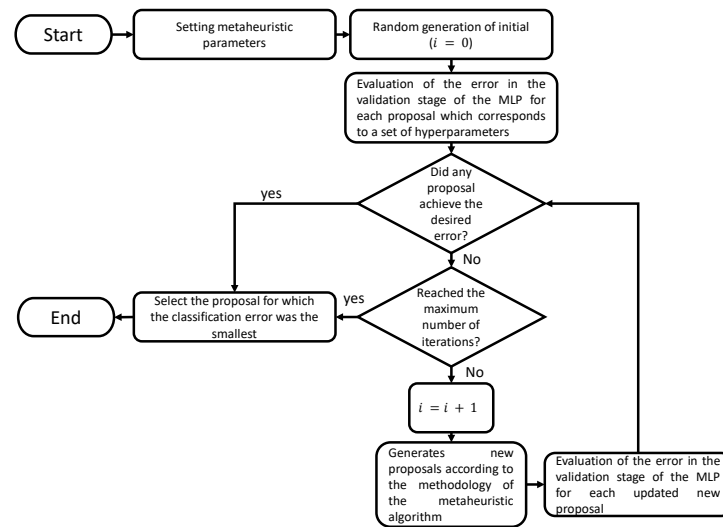 Start
Setting metaheuristic
parameters
Random generation of initial
(i = 0)
Evaluation of the error in the
validation stage of the MLP for
each proposal which corresponds
to a set of hyperparameters
Did any
proposal
achieve the
desired
error?
yes
No
Reached the
maximum
number of
iterations?
yes
Select the proposal for which
the classification error was the
smallest
End
No
i = i + 1
Generates new
proposals according to
the methodology of
the metaheuristic
algorithm
Evaluation of the error in the
validation stage of the MLP
for each updated new
proposal